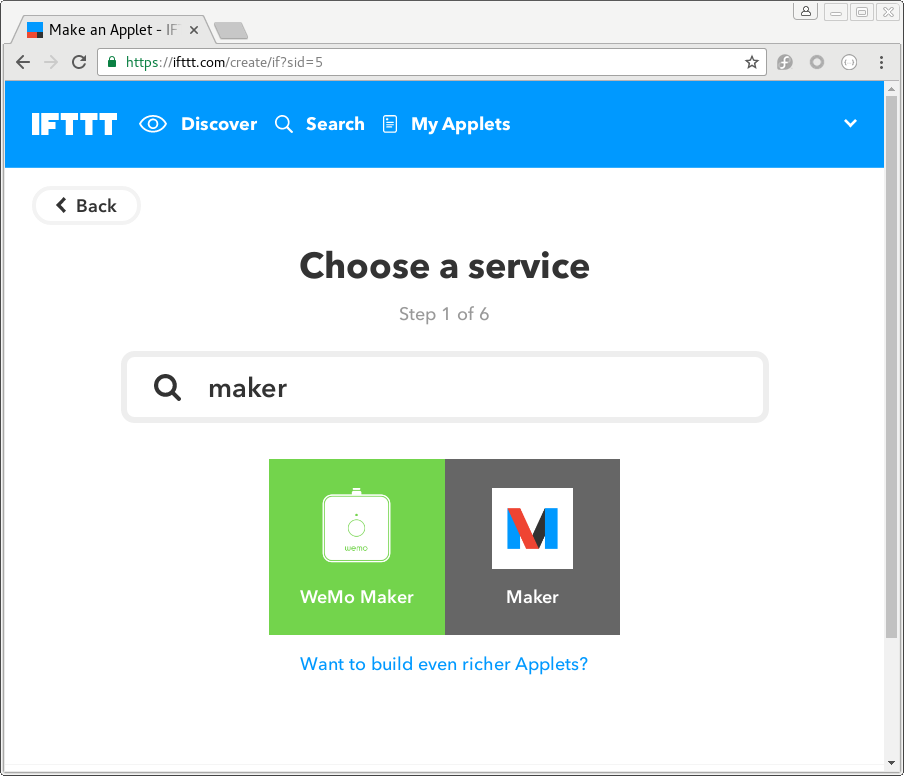 Make an Applet - IF
https://ifttt.com/create/if?sid=5
IFTTT Discover Search My Applets
Back
Choose a service
Step 1 of 6
maker
wemo
WeMo Maker
Maker
Want to build even richer Applets?